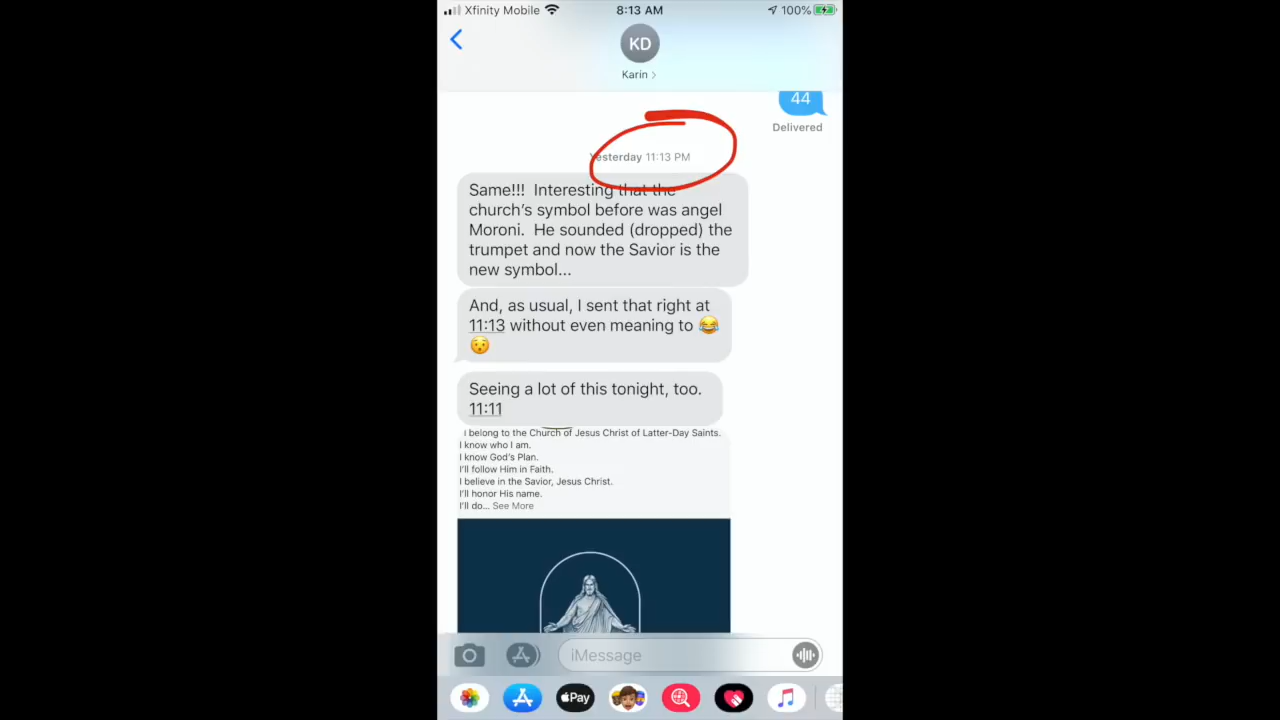 Xfinity Mobile 8:13 AM 100%
KD
Karin >
44
Delivered
Yesterday 11:13 PM
Same!!! Interesting that the
church's symbol before was angel
Moroni. He sounded (dropped) the
trumpet and now the Savior is the
new symbol...
And, as usual, I sent that right at
11:13 without even meaning to 😂
😯
Seeing a lot of this tonight, too.
11:11
I belong to the Church of Jesus Christ of Latter-Day Saints.
I know who I am.
I know God's Plan.
I'll follow Him in Faith.
I believe in the Savior, Jesus Christ.
I'll honor His name.
I'll do... See More
iMessage
Pay